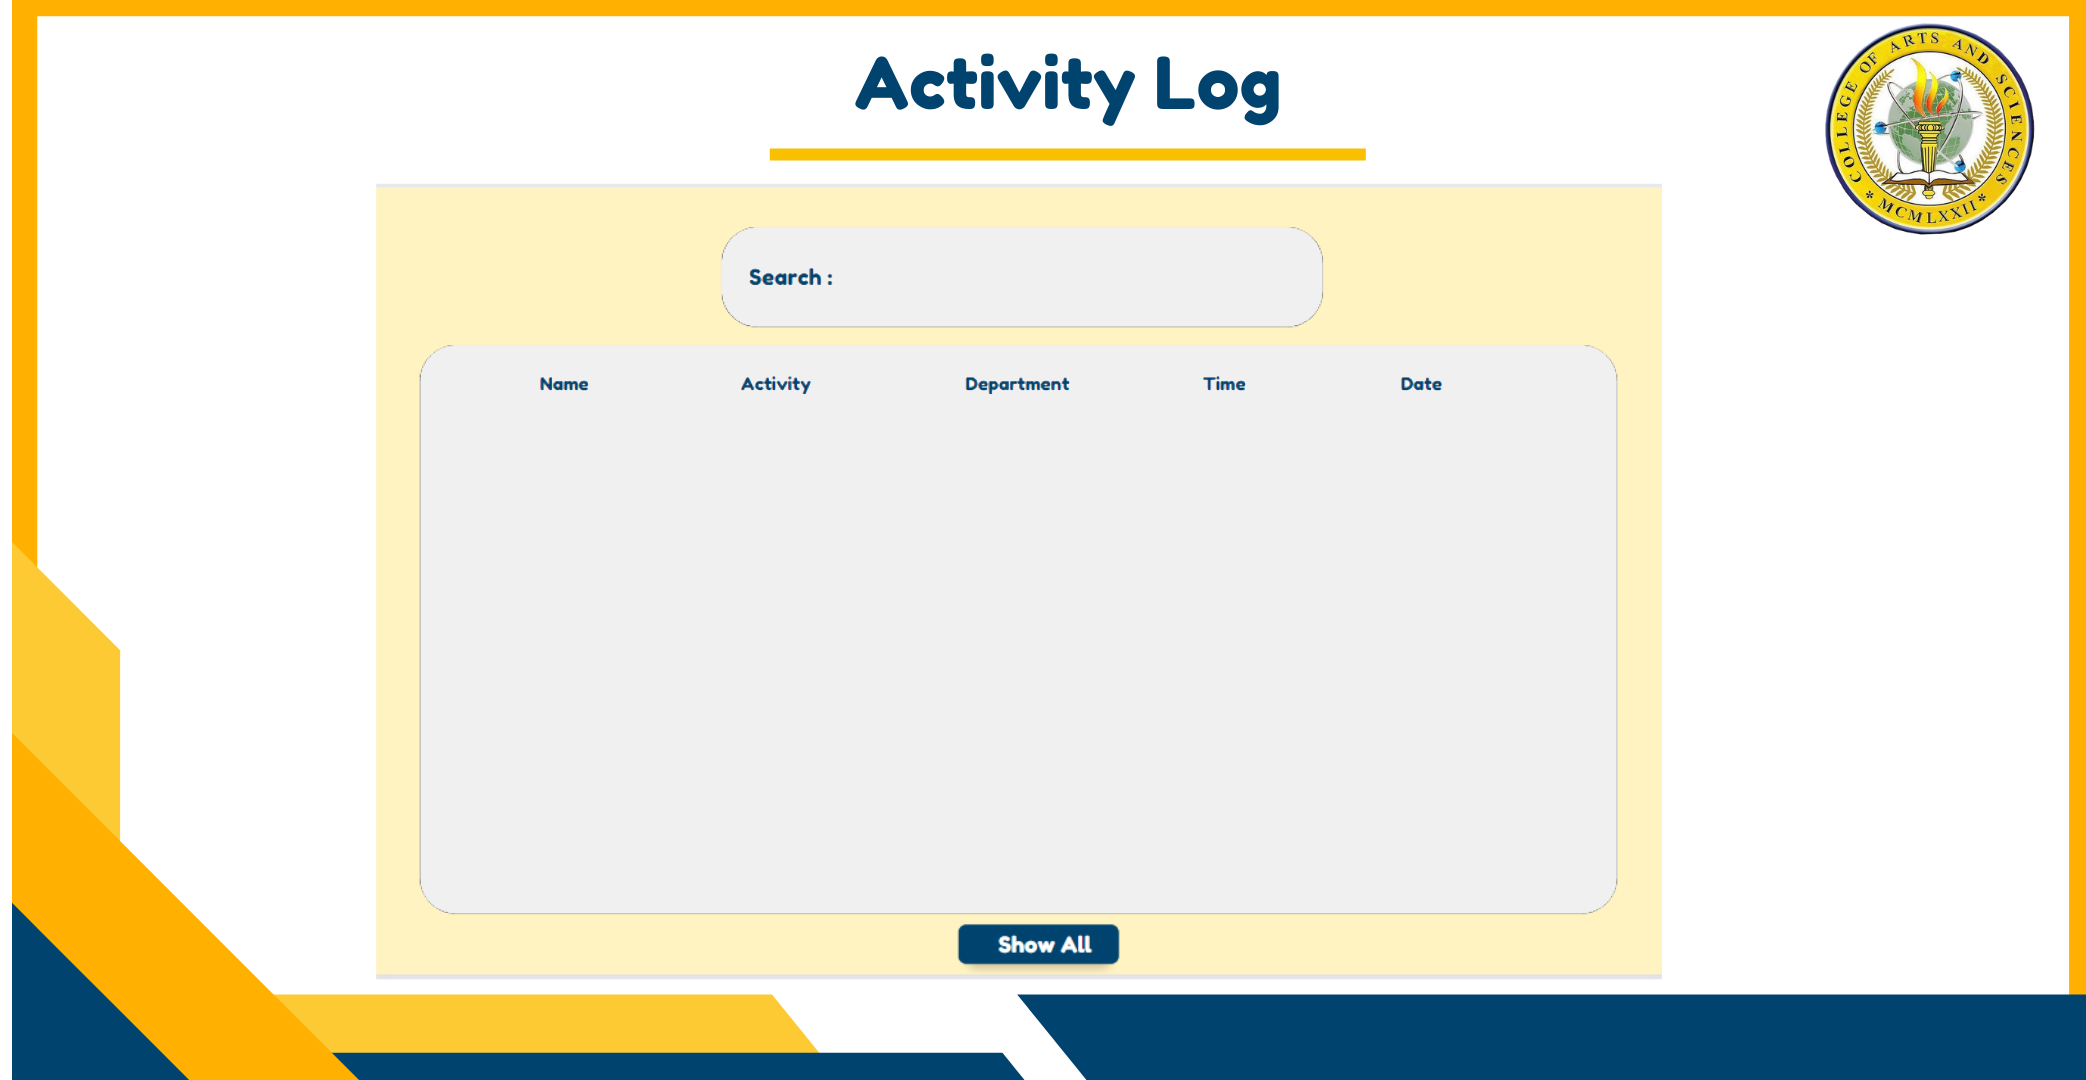 Activity Log
COLLEGE OF ARTS AND SCIENCES
* MCMLXXII *
Search :
Name Activity Department Time Date
Show All